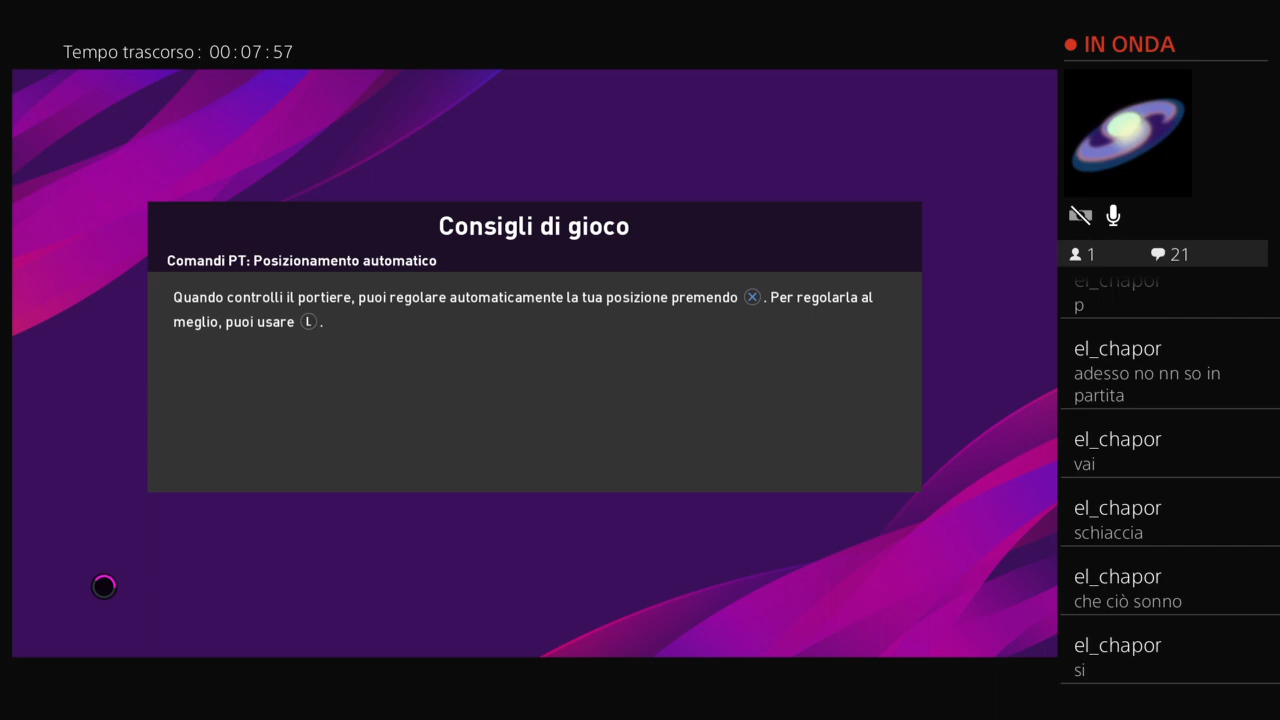 Tempo trascorso: 00:07:57
IN ONDA
Consigli di gioco
Comandi PT: Posizionamento automatico
Quando controlli il portiere, puoi regolare automaticamente la tua posizione premendo ⓧ. Per regolarla al
meglio, puoi usare Ⓛ.
1 21
el_chapor
p
el_chapor
adesso no nn so in
partita
el_chapor
vai
el_chapor
schiaccia
el_chapor
che ciò sonno
el_chapor
si